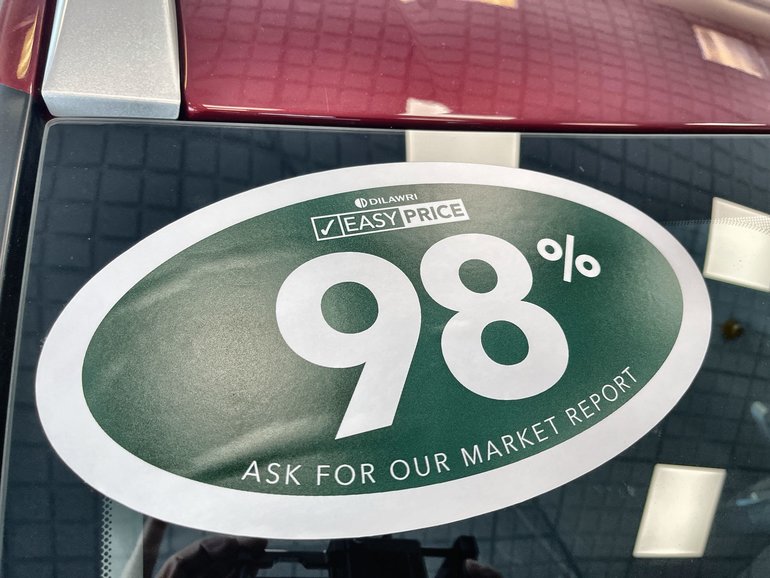 DILAWRI
EASY PRICE
98%
ASK FOR OUR MARKET REPORT